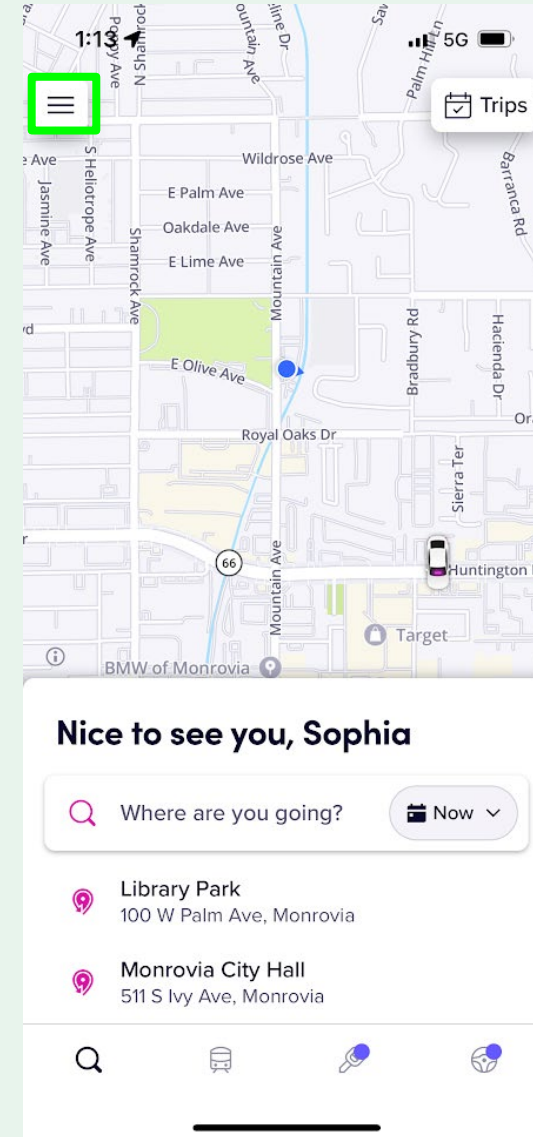 1:13
5G
Trips
Wildrose Ave
E Palm Ave
Oakdale Ave
E Lime Ave
S Heliotrope Ave
Jasmine Ave
Shamrock Ave
Mountain Ave
Barranca Rd
Bradbury Rd
Hacienda Dr
E Olive Ave
Royal Oaks Dr
Sierra Ter
66
Mountain Ave
Huntington
Target
BMW of Monrovia
Nice to see you, Sophia
Where are you going?
Now
Library Park
100 W Palm Ave, Monrovia
Monrovia City Hall
511 S Ivy Ave, Monrovia